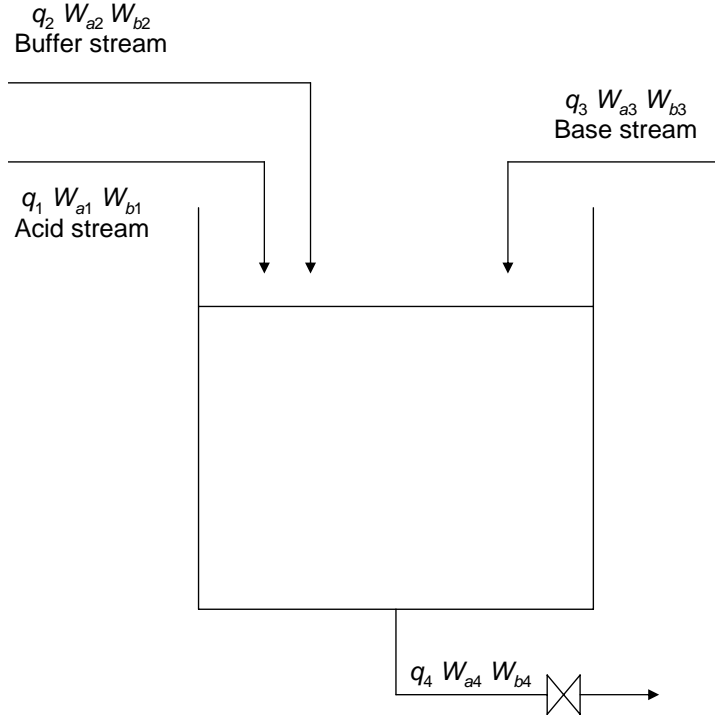 q2 Wa2 Wb2
Buffer stream
q3 Wa3 Wb3
Base stream
q1 Wa1 Wb1
Acid stream
q4 Wa4 Wb4